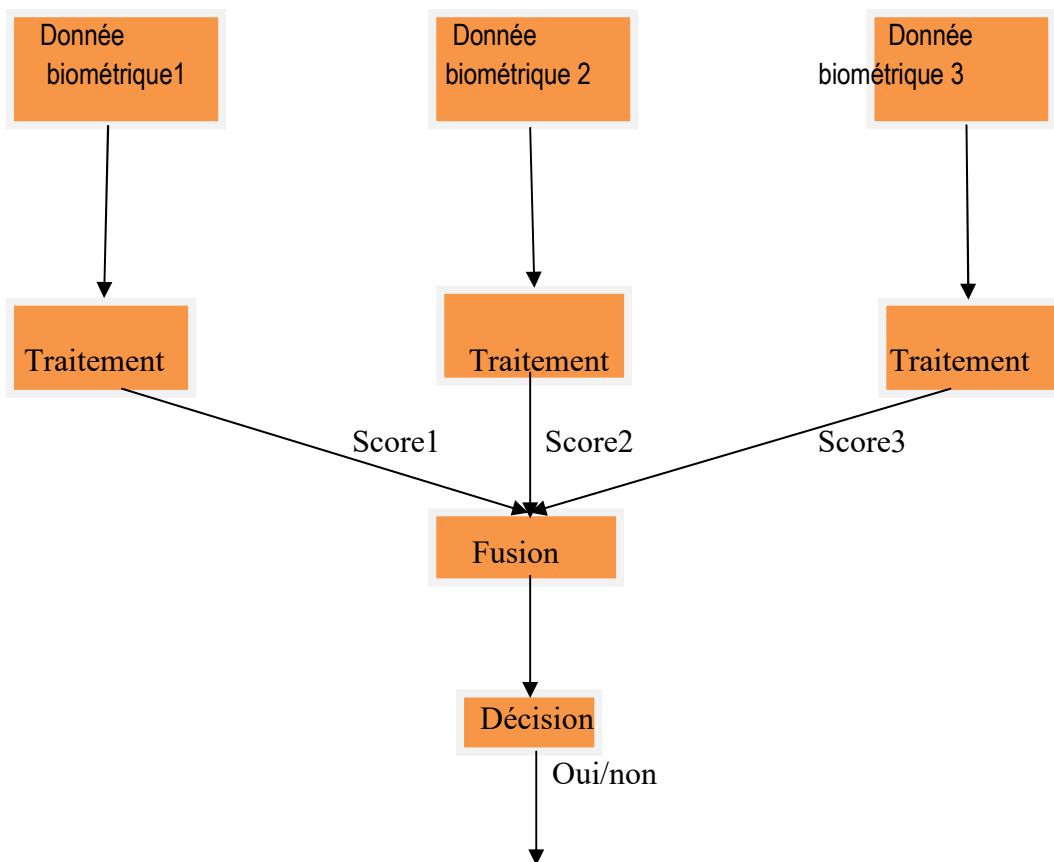 Donnée
biométrique1
Donnée
biométrique 2
Donnée
biométrique 3
Traitement
Traitement
Traitement
Score1
Score2
Score3
Fusion
Décision
Oui/non